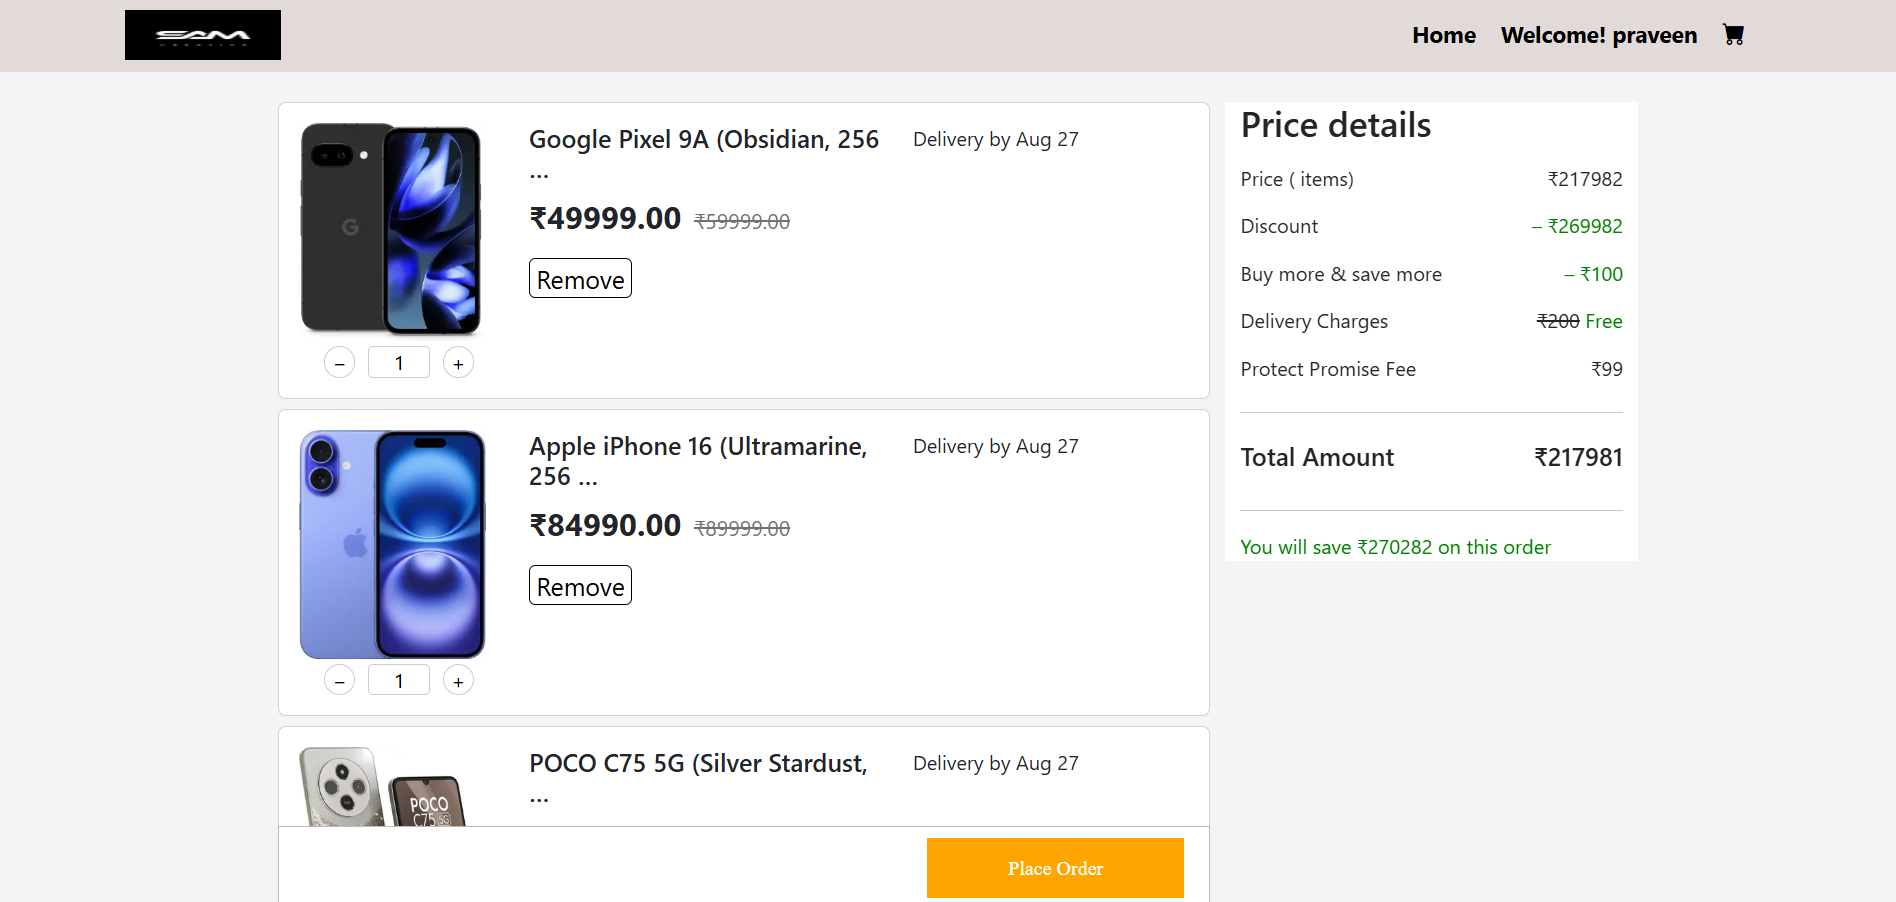 SAM
Home Welcome! praveen
Google Pixel 9A (Obsidian, 256
...
Delivery by Aug 27
₹49999.00 ₹59999.00
Remove
– 1 +
Apple iPhone 16 (Ultramarine,
256 ...
Delivery by Aug 27
₹84990.00 ₹89999.00
Remove
– 1 +
POCO C75 5G (Silver Stardust,
...
Delivery by Aug 27
POCO
C75 5G
Place Order
Price details
Price ( items) ₹217982
Discount – ₹269982
Buy more & save more – ₹100
Delivery Charges ₹200 Free
Protect Promise Fee ₹99
Total Amount ₹217981
You will save ₹270282 on this order